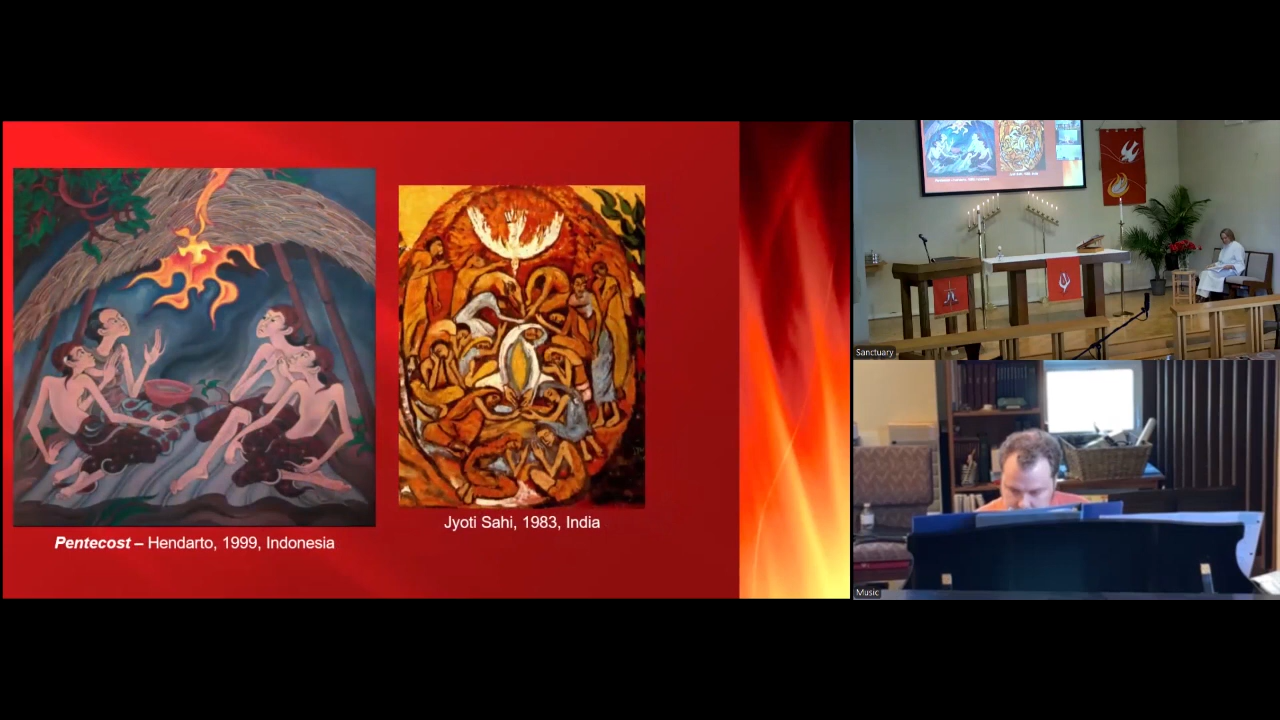 Pentecost – Hendarto, 1999, Indonesia
Jyoti Sahi, 1983, India
Sanctuary
Music